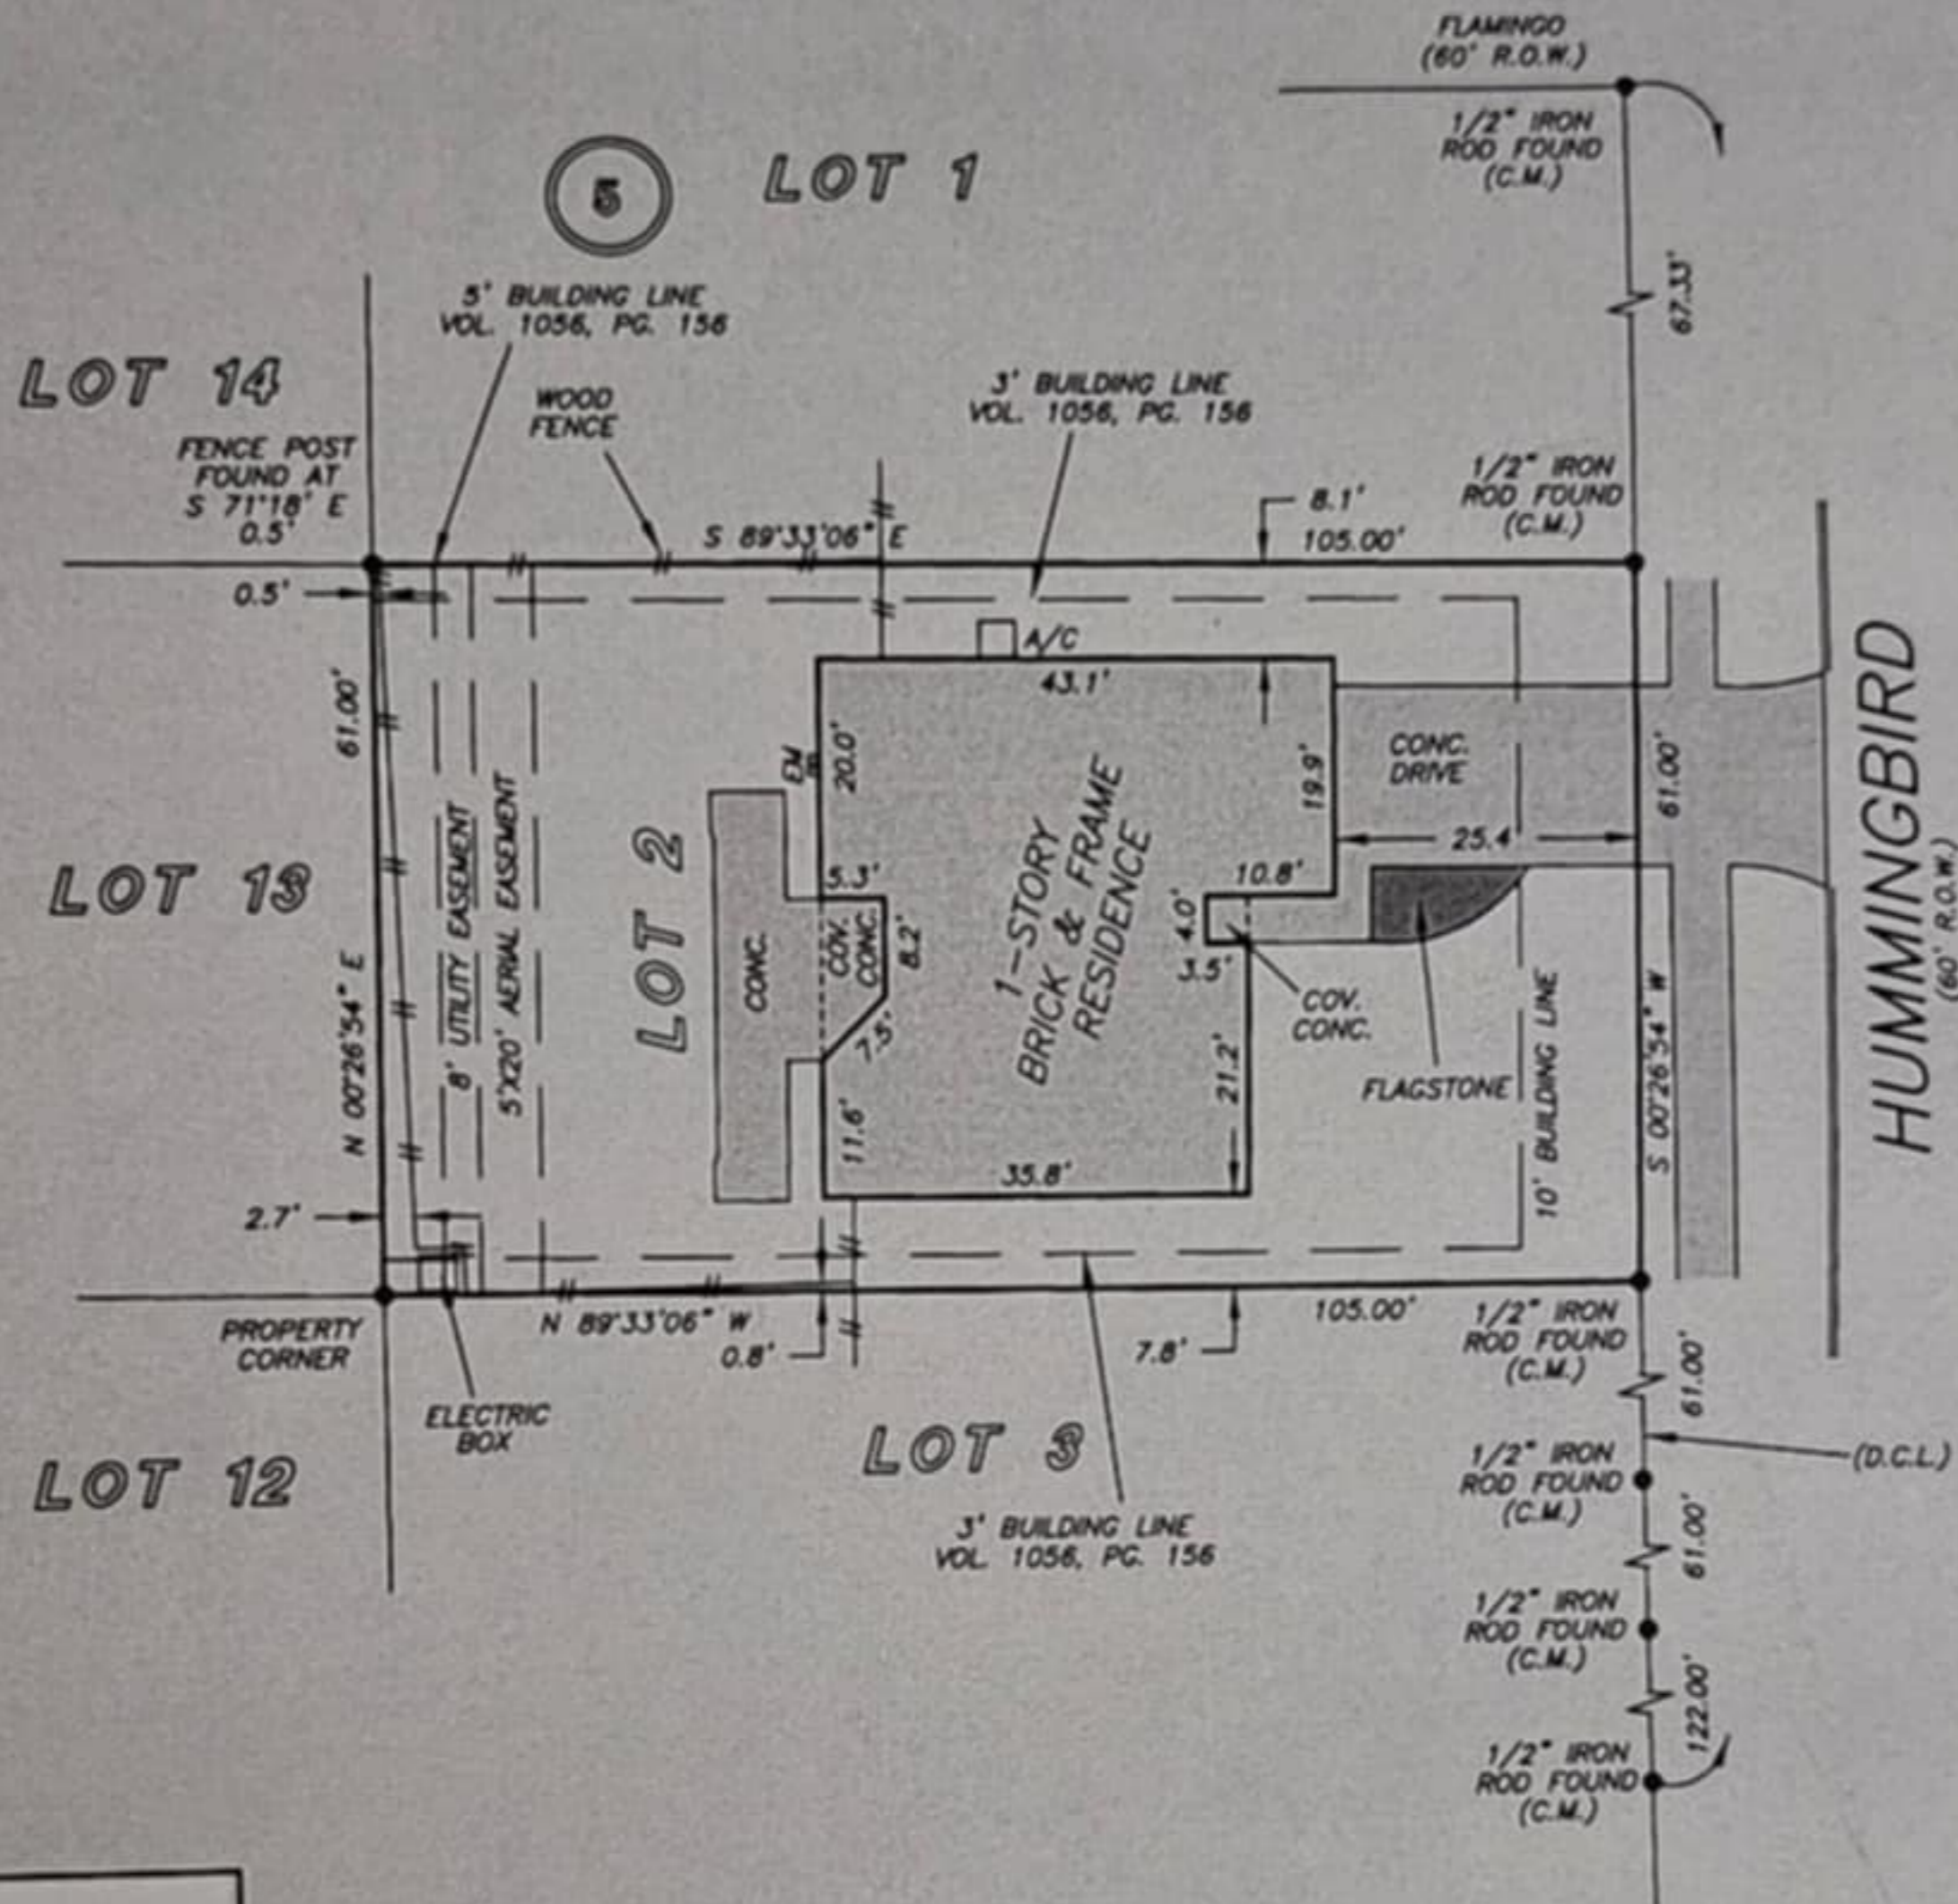 FLAMINGO
(60' R.O.W.)
1/2" IRON
ROD FOUND
(C.M.)
67.33'
5
LOT 1
5' BUILDING LINE
VOL. 1056, PG. 156
LOT 14
WOOD
FENCE
3' BUILDING LINE
VOL. 1056, PG. 156
FENCE POST
FOUND AT
S 71°18' E
0.5'
1/2" IRON
ROD FOUND
(C.M.)
8.1'
S 89°33'06" E
105.00'
0.5'
A/C
43.1'
61.00'
EM
20.0'
19.9'
CONC.
DRIVE
61.00'
HUMMINGBIRD
(60' R.O.W.)
25.4'
LOT 13
N 00°26'54" E
8' UTILITY EASEMENT
5'X20' AERIAL EASEMENT
LOT 2
CONC.
5.3'
COV.
CONC.
8.2'
7.5'
1-STORY
BRICK & FRAME
RESIDENCE
10.8'
4.0'
3.5'
COV.
CONC.
FLAGSTONE
10' BUILDING LINE
S 00°26'54" W
11.6'
21.2'
35.8'
2.7'
PROPERTY
CORNER
N 89°33'06" W
0.8'
7.8'
105.00'
1/2" IRON
ROD FOUND
(C.M.)
61.00'
ELECTRIC
BOX
LOT 12
LOT 3
(D.C.L.)
1/2" IRON
ROD FOUND
(C.M.)
61.00'
3' BUILDING LINE
VOL. 1056, PG. 156
1/2" IRON
ROD FOUND
(C.M.)
122.00'
1/2" IRON
ROD FOUND
(C.M.)